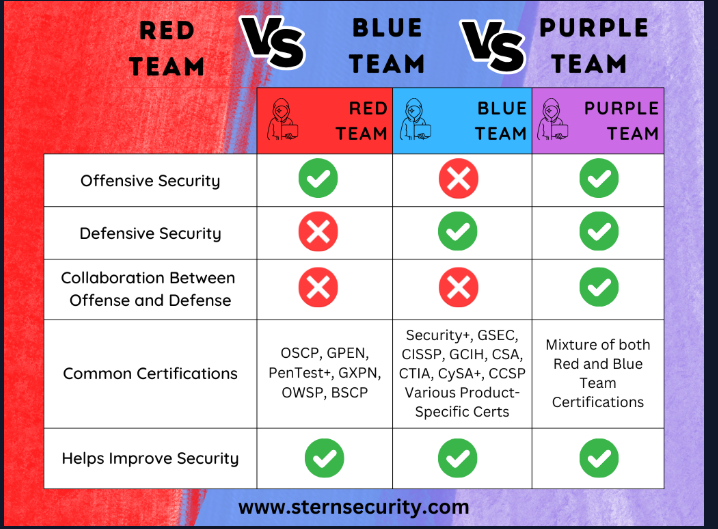 RED TEAM
VS
BLUE TEAM
VS
PURPLE TEAM
RED TEAM
BLUE TEAM
PURPLE TEAM
Offensive Security
Defensive Security
Collaboration Between
Offense and Defense
Common Certifications
OSCP, GPEN,
PenTest+, GXPN,
OWSP, BSCP
Security+, GSEC,
CISSP, GCIH, CSA,
CTIA, CySA+, CCSP
Various Product-
Specific Certs
Mixture of both
Red and Blue
Team
Certifications
Helps Improve Security
www.sternsecurity.com